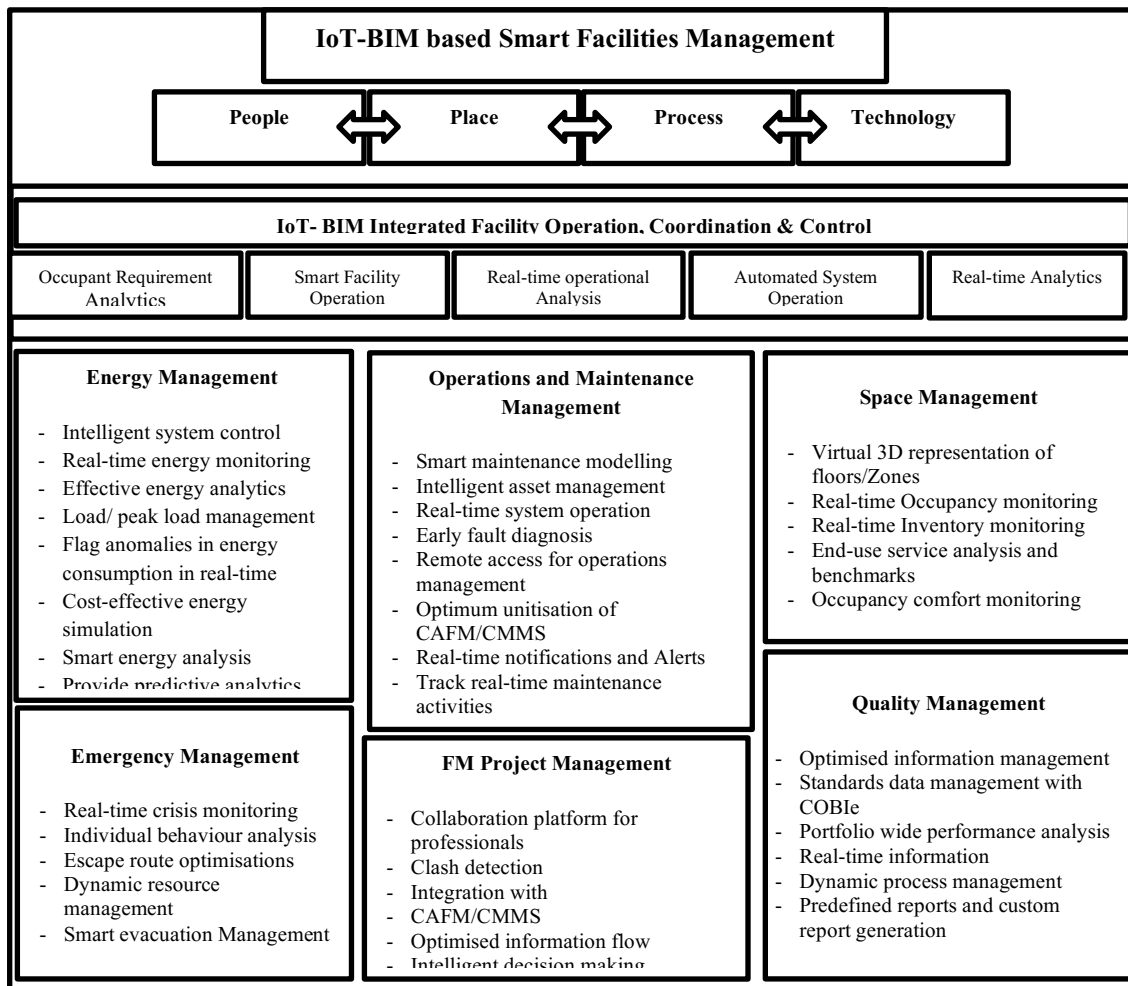 IoT-BIM based Smart Facilities Management
People
Place
Process
Technology
IoT- BIM Integrated Facility Operation, Coordination & Control
Occupant Requirement
Analytics
Smart Facility
Operation
Real-time operational
Analysis
Automated System
Operation
Real-time Analytics
Energy Management
- Intelligent system control
- Real-time energy monitoring
- Effective energy analytics
- Load/ peak load management
- Flag anomalies in energy
consumption in real-time
- Cost-effective energy
simulation
- Smart energy analysis
- Provide predictive analytics
Operations and Maintenance
Management
- Smart maintenance modelling
- Intelligent asset management
- Real-time system operation
- Early fault diagnosis
- Remote access for operations
management
- Optimum unitisation of
CAFM/CMMS
- Real-time notifications and Alerts
- Track real-time maintenance
activities
Space Management
- Virtual 3D representation of
floors/Zones
- Real-time Occupancy monitoring
- Real-time Inventory monitoring
- End-use service analysis and
benchmarks
- Occupancy comfort monitoring
Emergency Management
- Real-time crisis monitoring
- Individual behaviour analysis
- Escape route optimisations
- Dynamic resource
management
- Smart evacuation Management
FM Project Management
- Collaboration platform for
professionals
- Clash detection
- Integration with
- CAFM/CMMS
- Optimised information flow
- Intelligent decision making
Quality Management
- Optimised information management
- Standards data management with
COBIe
- Portfolio wide performance analysis
- Real-time information
- Dynamic process management
- Predefined reports and custom
report generation